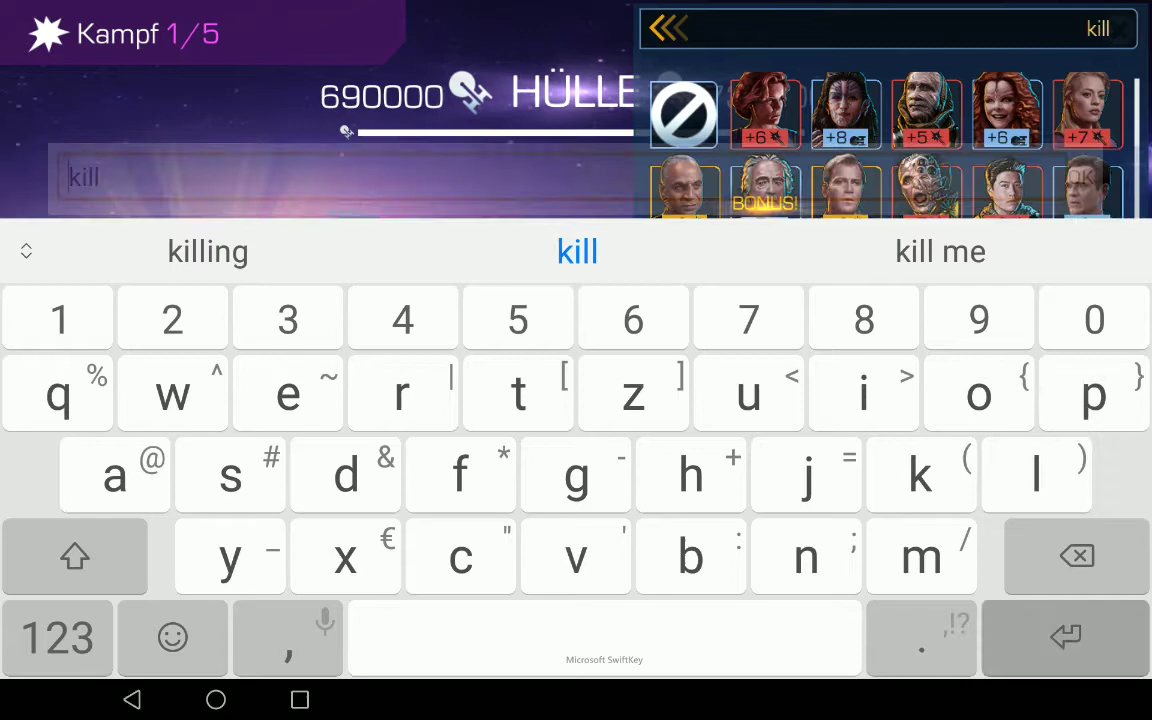 Kampf 1/5
kill
690000 HÜLLE
+6 +8 +5 +6 +7
kill
OK
BONUS!
killing kill kill me
1 2 3 4 5 6 7 8 9 0
q % w ^ e ~ r | t [ z ] u < i > o { p }
a @ s # d & f * g - h + j = k ( l )
y _ x € c " v ' b : n ; m /
123 , . ,!?
Microsoft SwiftKey